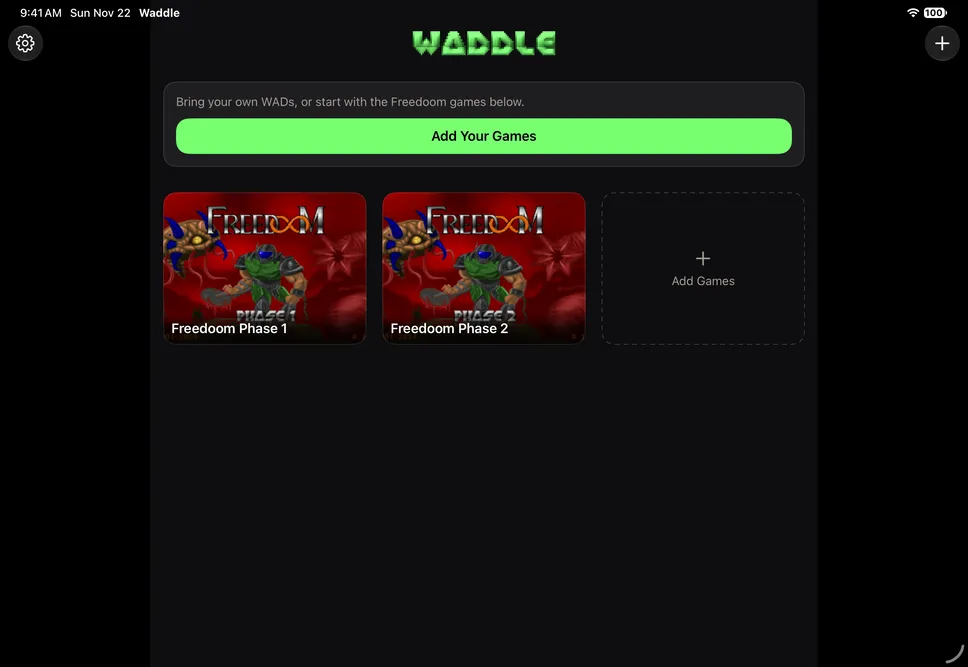 9:41 AM Sun Nov 22 Waddle
100
WADDLE
Bring your own WADs, or start with the Freedoom games below.
Add Your Games
FREEDOOM
PHASE 1
Freedoom Phase 1
FREEDOOM
PHASE 2
Freedoom Phase 2
+
Add Games